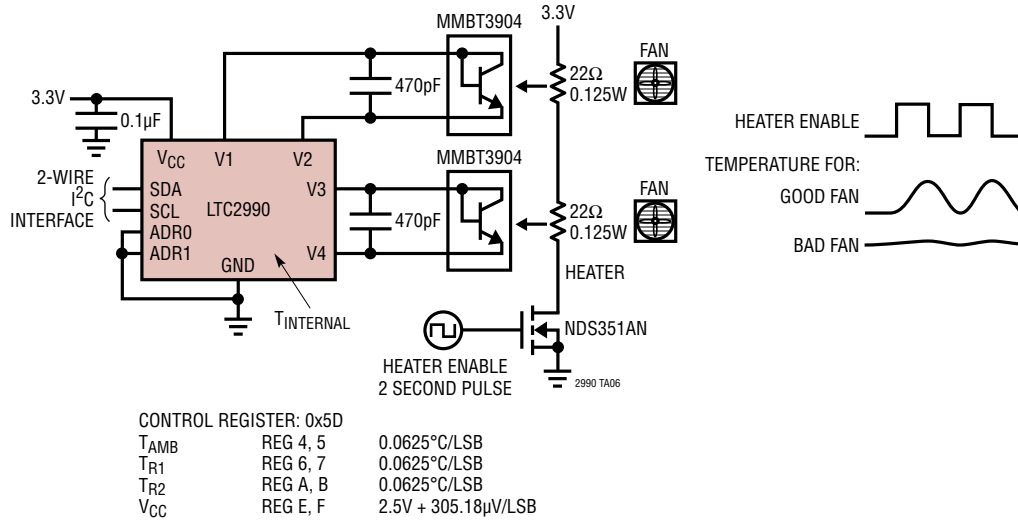 MMBT3904
3.3V
FAN
470pF
22Ω
0.125W
3.3V
0.1µF
HEATER ENABLE
TEMPERATURE FOR:
GOOD FAN
BAD FAN
VCC
V1
V2
MMBT3904
2-WIRE
I2C
INTERFACE
SDA
SCL
ADR0
ADR1
LTC2990
V3
V4
GND
470pF
22Ω
0.125W
FAN
HEATER
TINTERNAL
NDS351AN
HEATER ENABLE
2 SECOND PULSE
2990 TA06
CONTROL REGISTER: 0x5D
TAMB REG 4, 5 0.0625°C/LSB
TR1 REG 6, 7 0.0625°C/LSB
TR2 REG A, B 0.0625°C/LSB
VCC REG E, F 2.5V + 305.18µV/LSB